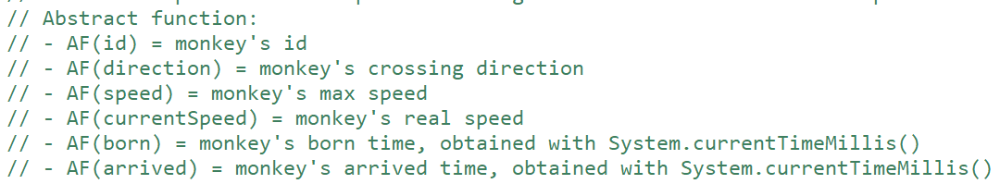 // Abstract function:
// - AF(id) = monkey's id
// - AF(direction) = monkey's crossing direction
// - AF(speed) = monkey's max speed
// - AF(currentSpeed) = monkey's real speed
// - AF(born) = monkey's born time, obtained with System.currentTimeMillis()
// - AF(arrived) = monkey's arrived time, obtained with System.currentTimeMillis()